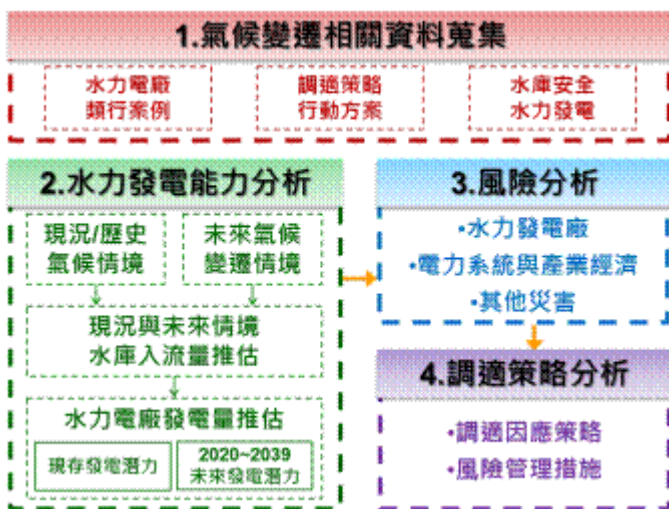 1.氣候變遷相關資料蒐集
水力電廠
類行案例
調適策略
行動方案
水庫安全
水力發電
2.水力發電能力分析
現況/歷史
氣候情境
未來氣候
變遷情境
現況與未來情境
水庫入流量推估
水力電廠發電量推估
現存發電潛力
2020~2039
未來發電潛力
3.風險分析
•水力發電廠
•電力系統與產業經濟
•其他災害
4.調適策略分析
•調適因應策略
•風險管理措施